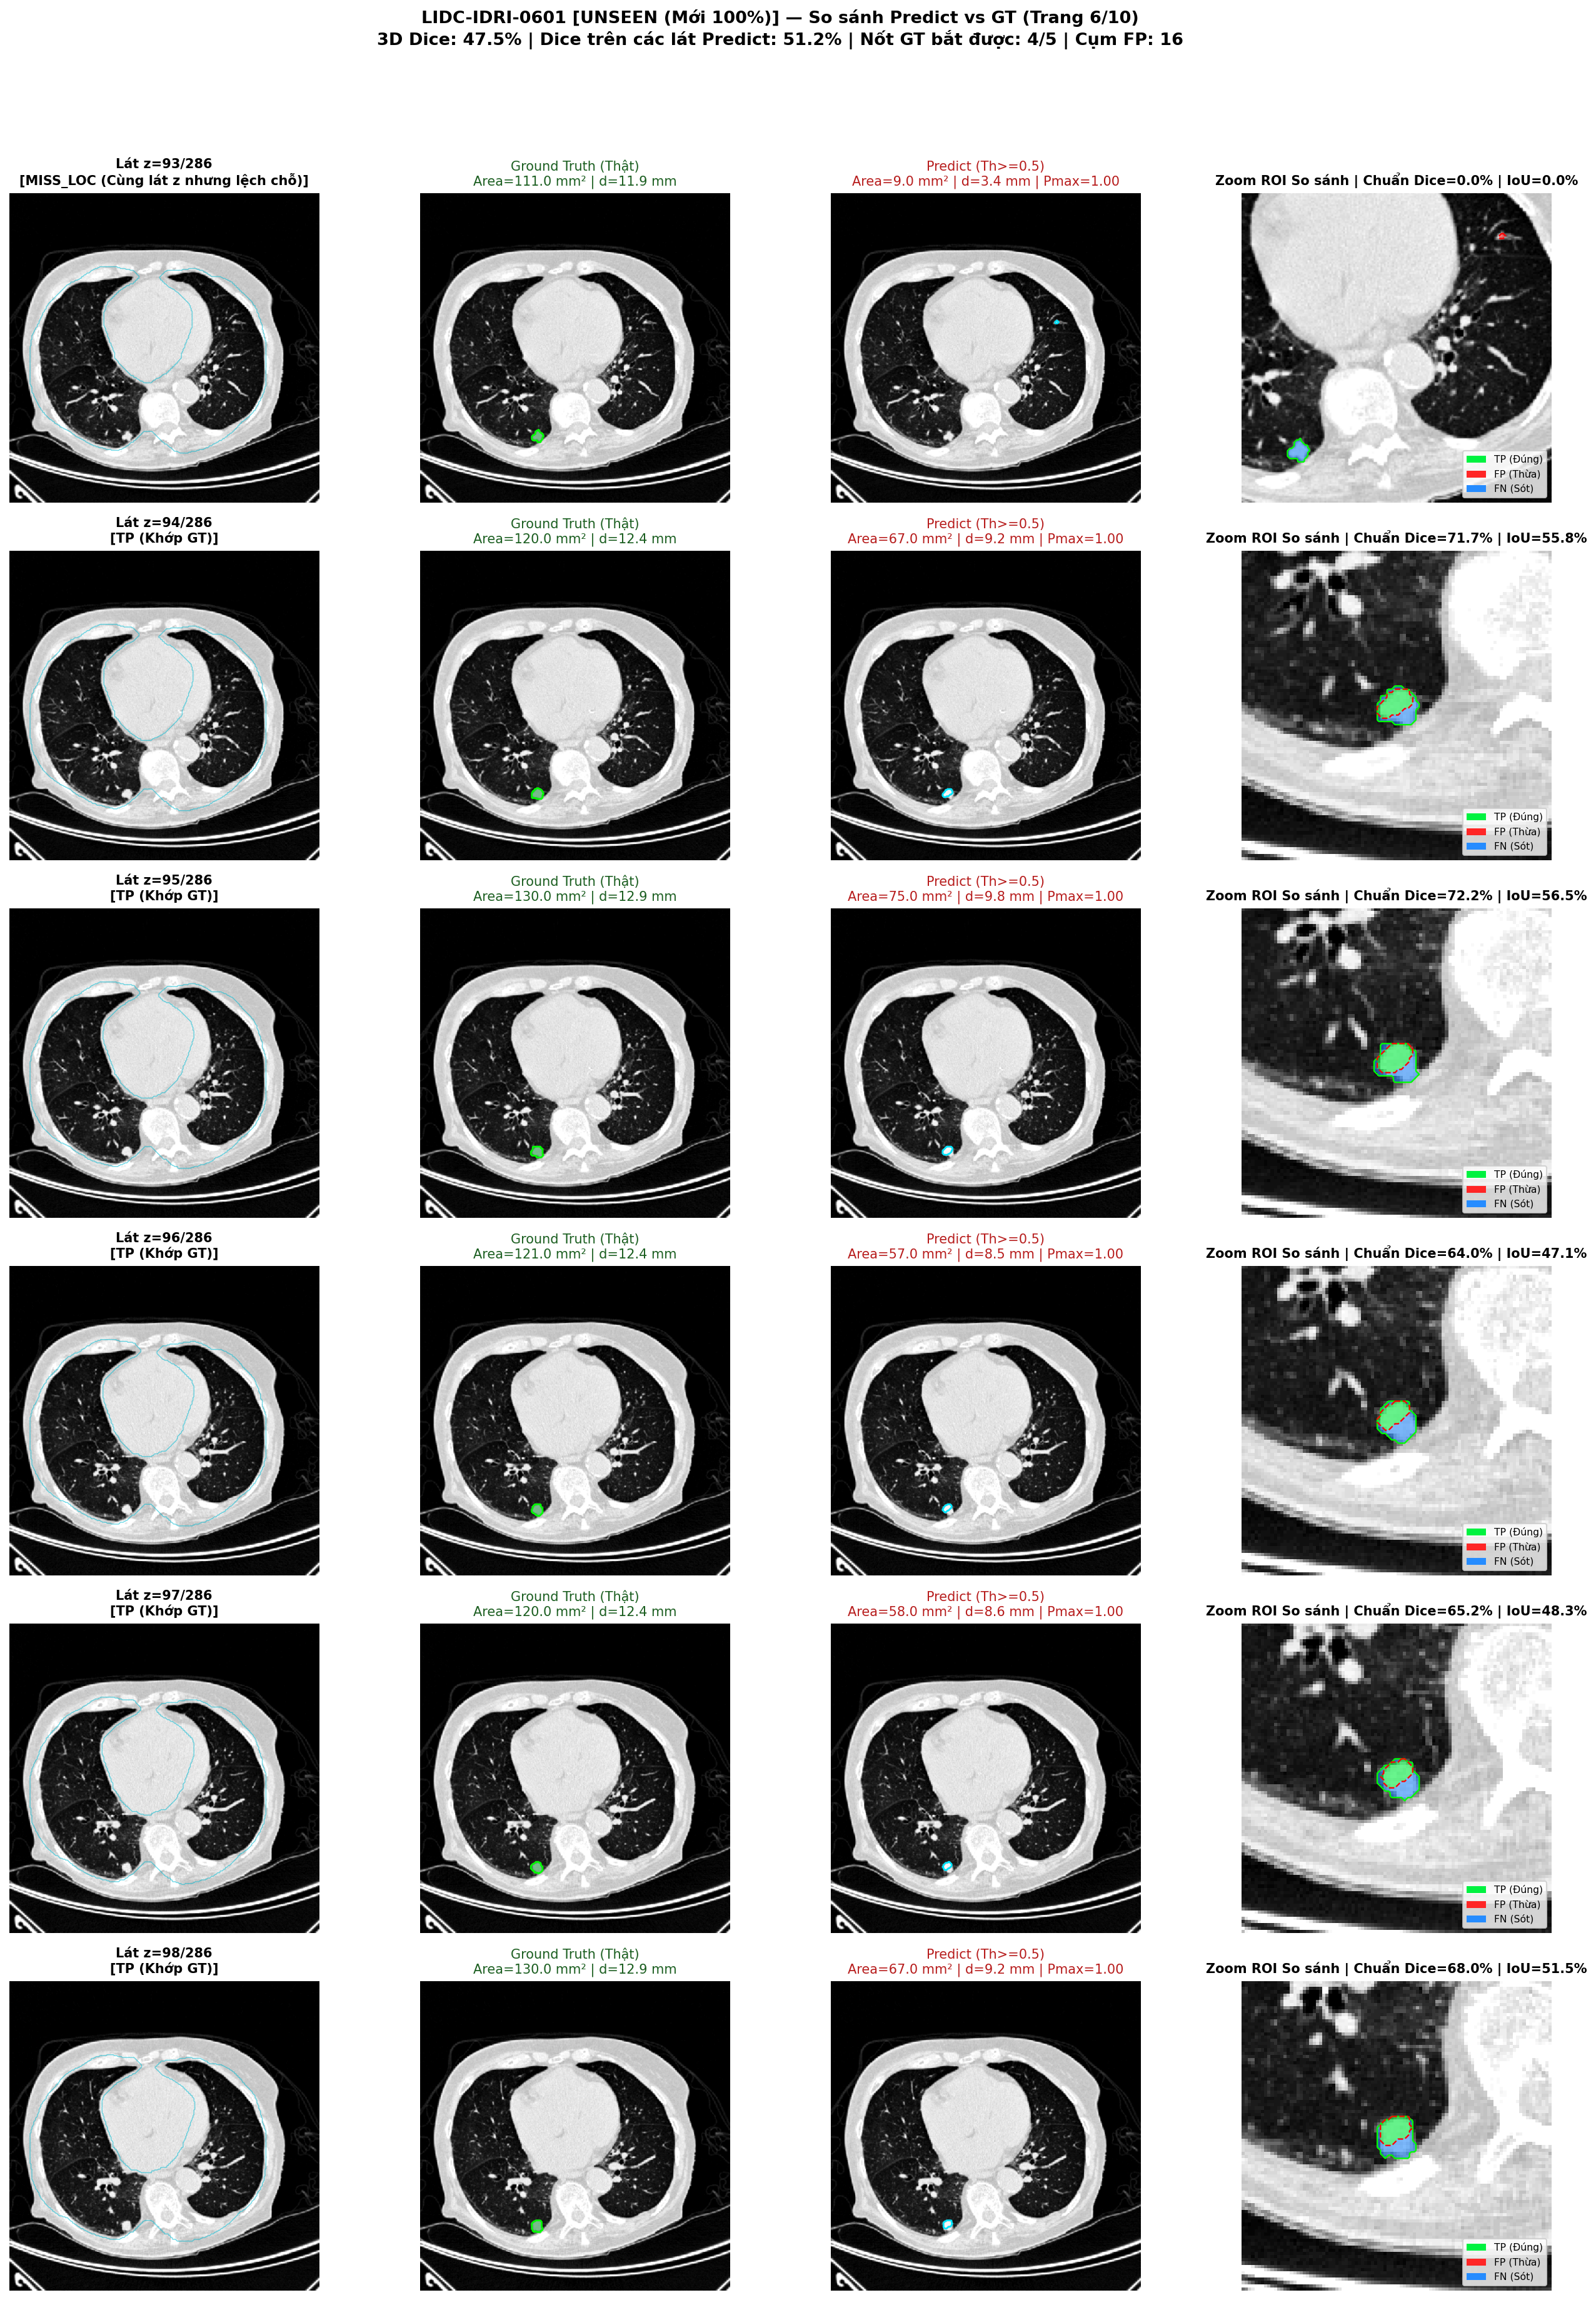 LIDC-IDRI-0601 [UNSEEN (Mới 100%)] — So sánh Predict vs GT (Trang 6/10)
3D Dice: 47.5% | Dice trên các lát Predict: 51.2% | Nốt GT bắt được: 4/5 | Cụm FP: 16
Lát z=93/286
[MISS_LOC (Cùng lát z nhưng lệch chỗ)]
Ground Truth (Thật)
Area=111.0 mm² | d=11.9 mm
Predict (Th>=0.5)
Area=9.0 mm² | d=3.4 mm | Pmax=1.00
Zoom ROI So sánh | Chuẩn Dice=0.0% | IoU=0.0%
TP (Đúng)
FP (Thừa)
FN (Sót)
Lát z=94/286
[TP (Khớp GT)]
Ground Truth (Thật)
Area=120.0 mm² | d=12.4 mm
Predict (Th>=0.5)
Area=67.0 mm² | d=9.2 mm | Pmax=1.00
Zoom ROI So sánh | Chuẩn Dice=71.7% | IoU=55.8%
TP (Đúng)
FP (Thừa)
FN (Sót)
Lát z=95/286
[TP (Khớp GT)]
Ground Truth (Thật)
Area=130.0 mm² | d=12.9 mm
Predict (Th>=0.5)
Area=75.0 mm² | d=9.8 mm | Pmax=1.00
Zoom ROI So sánh | Chuẩn Dice=72.2% | IoU=56.5%
TP (Đúng)
FP (Thừa)
FN (Sót)
Lát z=96/286
[TP (Khớp GT)]
Ground Truth (Thật)
Area=121.0 mm² | d=12.4 mm
Predict (Th>=0.5)
Area=57.0 mm² | d=8.5 mm | Pmax=1.00
Zoom ROI So sánh | Chuẩn Dice=64.0% | IoU=47.1%
TP (Đúng)
FP (Thừa)
FN (Sót)
Lát z=97/286
[TP (Khớp GT)]
Ground Truth (Thật)
Area=120.0 mm² | d=12.4 mm
Predict (Th>=0.5)
Area=58.0 mm² | d=8.6 mm | Pmax=1.00
Zoom ROI So sánh | Chuẩn Dice=65.2% | IoU=48.3%
TP (Đúng)
FP (Thừa)
FN (Sót)
Lát z=98/286
[TP (Khớp GT)]
Ground Truth (Thật)
Area=130.0 mm² | d=12.9 mm
Predict (Th>=0.5)
Area=67.0 mm² | d=9.2 mm | Pmax=1.00
Zoom ROI So sánh | Chuẩn Dice=68.0% | IoU=51.5%
TP (Đúng)
FP (Thừa)
FN (Sót)